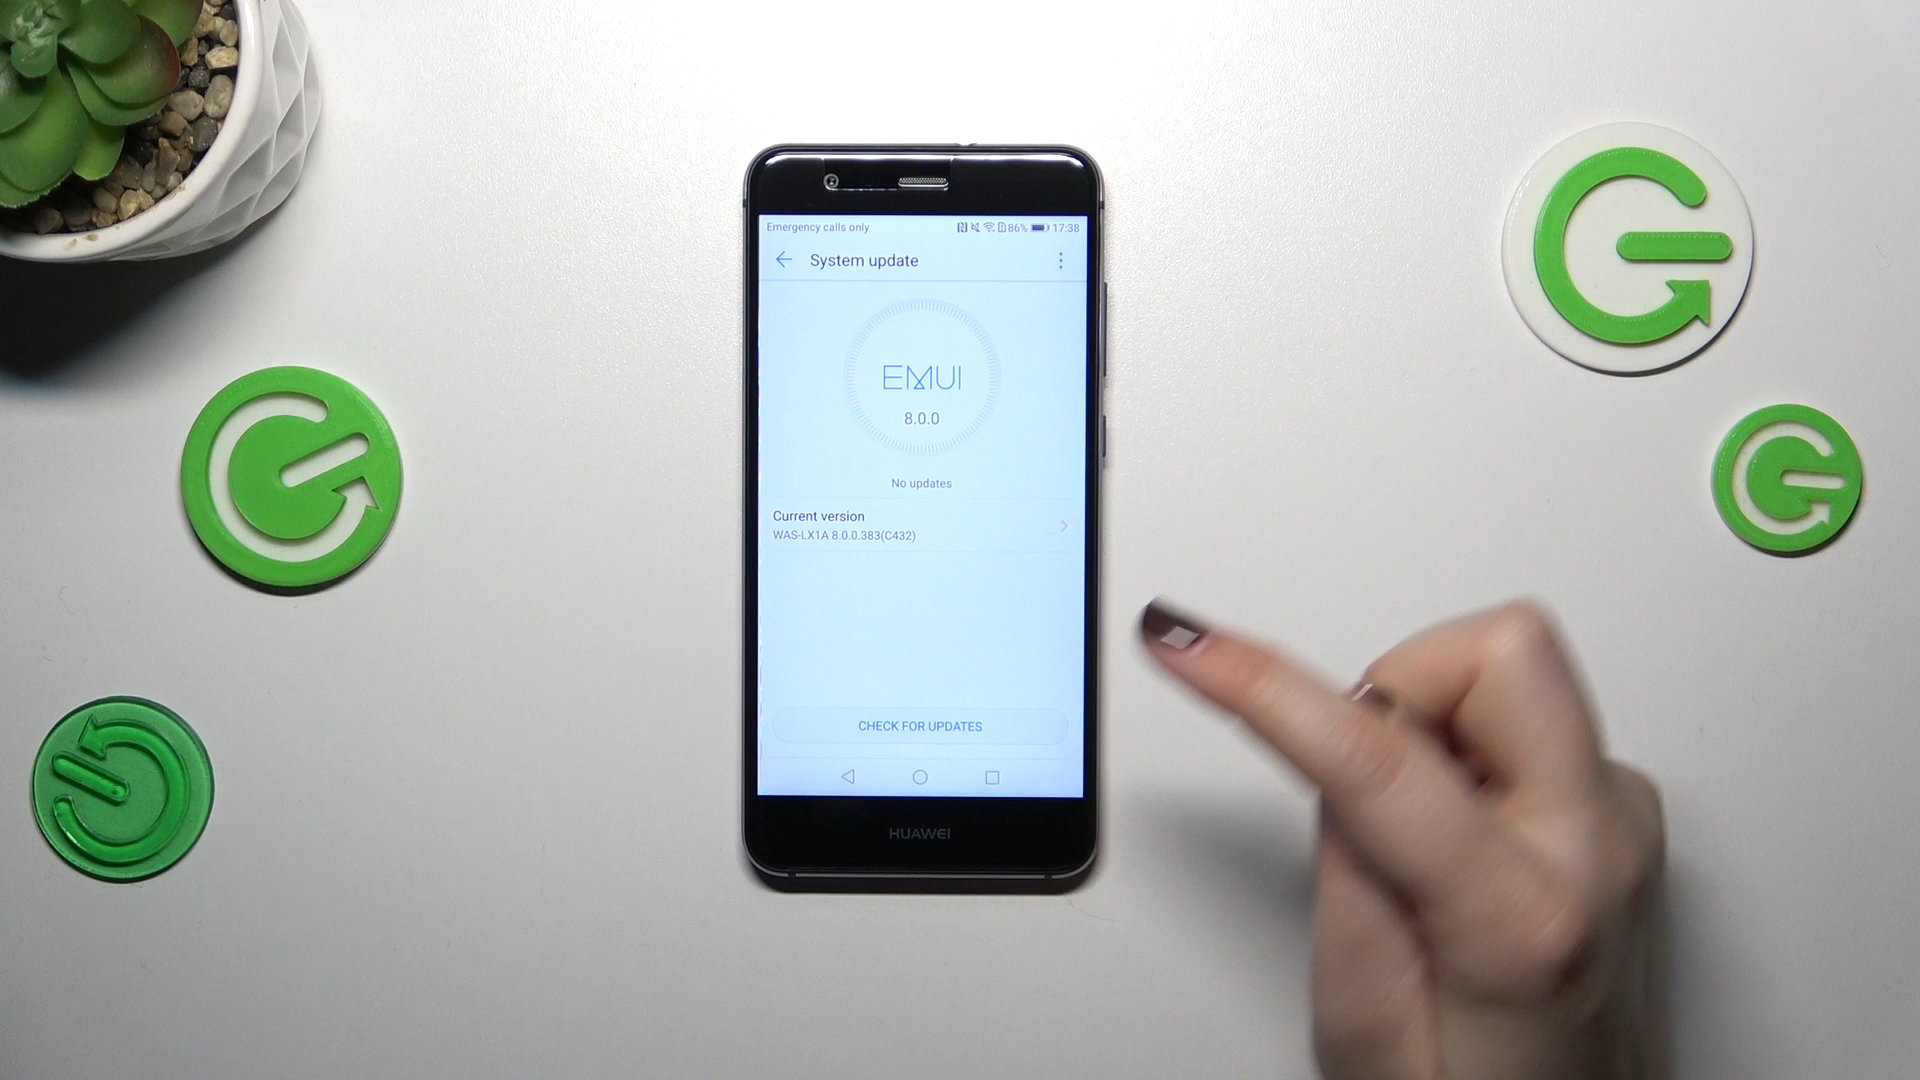 Emergency calls only 86% 17:38
System update
EMUI
8.0.0
No updates
Current version
WAS-LX1A 8.0.0.383(C432)
CHECK FOR UPDATES
HUAWEI